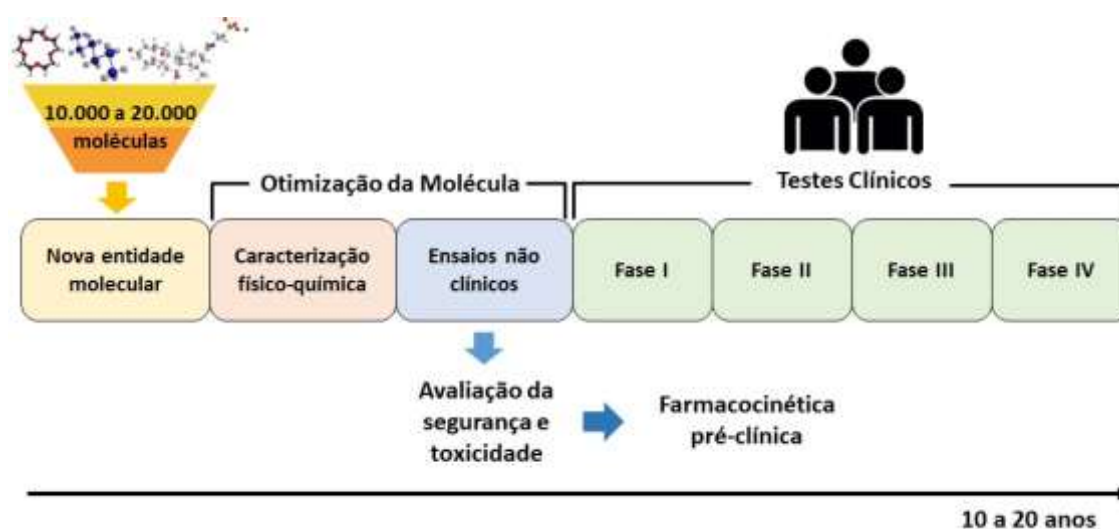 10.000 a 20.000
moléculas
Otimização da Molécula
Testes Clínicos
Nova entidade
molecular
Caracterização
físico-química
Ensaios não
clínicos
Fase I
Fase II
Fase III
Fase IV
Avaliação da
segurança e
toxicidade
Farmacocinética
pré-clínica
10 a 20 anos